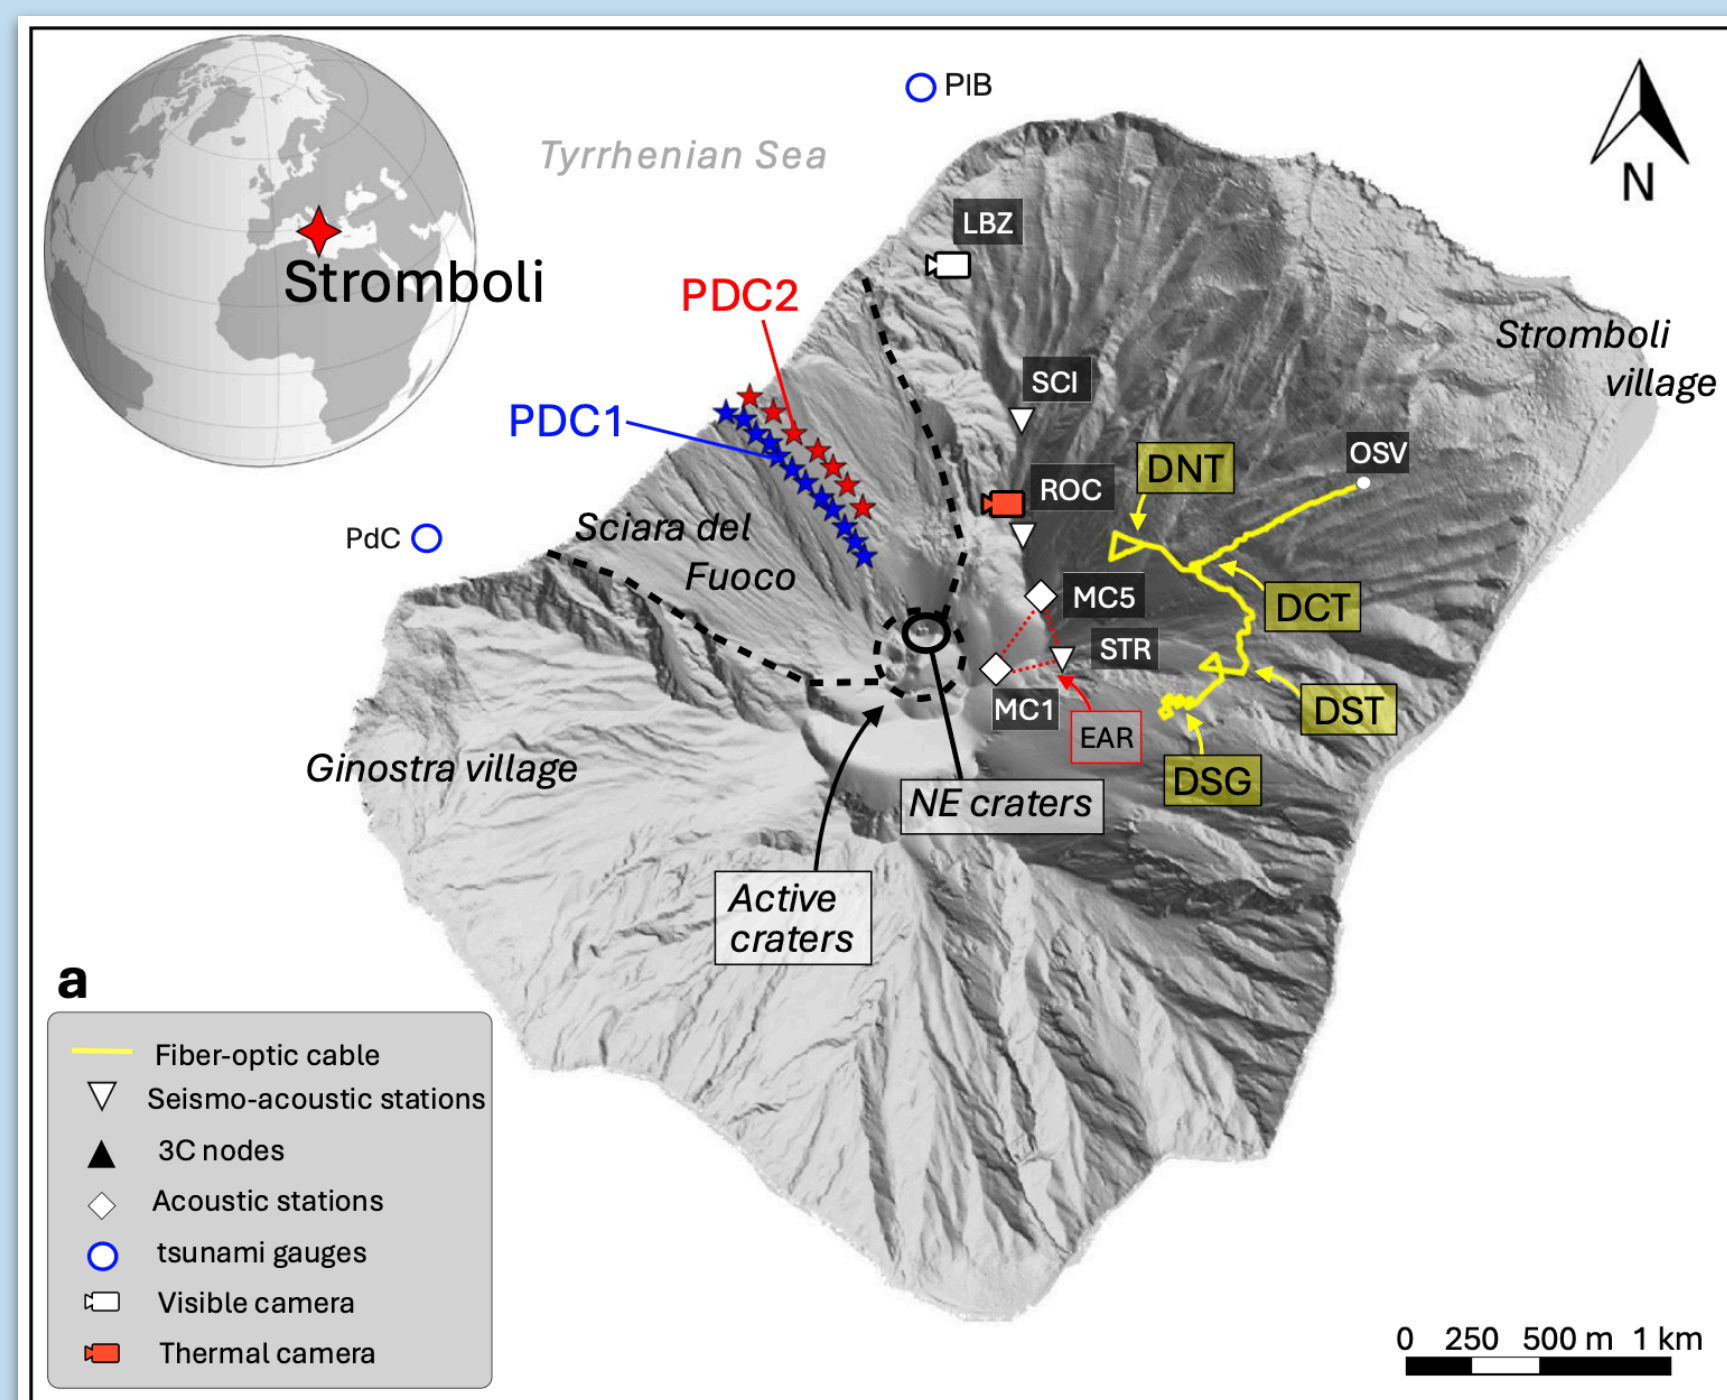 PIB
Tyrrhenian Sea
N
LBZ
Stromboli
PDC2
Stromboli
village
SCI
PDC1
OSV
DNT
ROC
Sciara del
Fuoco
PdC
MC5
DCT
STR
MC1
DST
EAR
Ginostra village
DSG
NE craters
Active
craters
a
Fiber-optic cable
Seismo-acoustic stations
3C nodes
Acoustic stations
tsunami gauges
Visible camera
Thermal camera
0 250 500 m 1 km